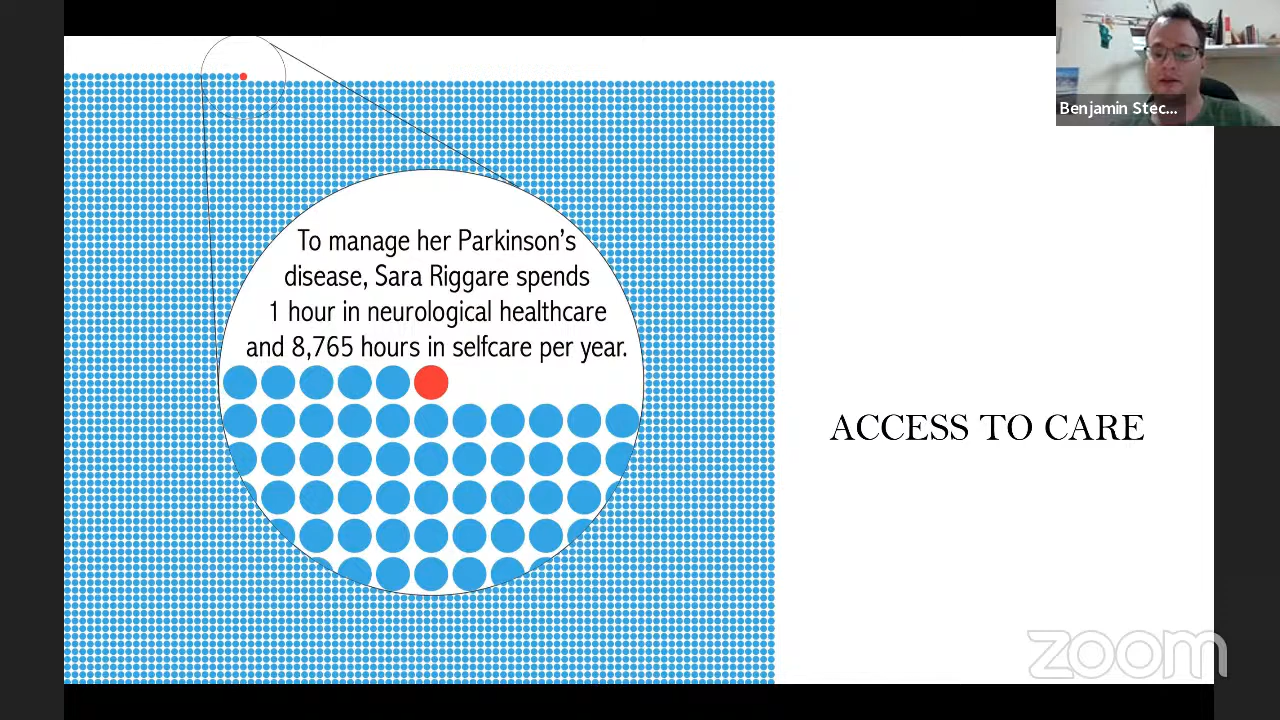 Benjamin Stec...
To manage her Parkinson's
disease, Sara Riggare spends
1 hour in neurological healthcare
and 8,765 hours in selfcare per year.
ACCESS TO CARE
zoom